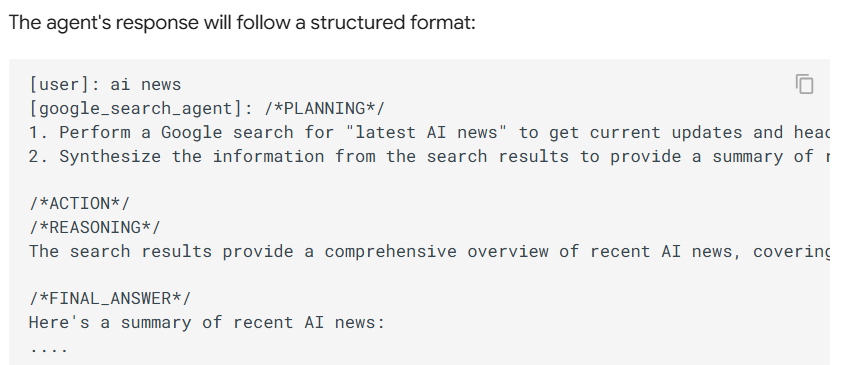 The agent's response will follow a structured format:
[user]: ai news
[google_search_agent]: /*PLANNING*/
1. Perform a Google search for "latest AI news" to get current updates and
2. Synthesize the information from the search results to provide a summary of
/*ACTION*/
/*REASONING*/
The search results provide a comprehensive overview of recent AI news, covering
/*FINAL_ANSWER*/
Here's a summary of recent AI news:
....